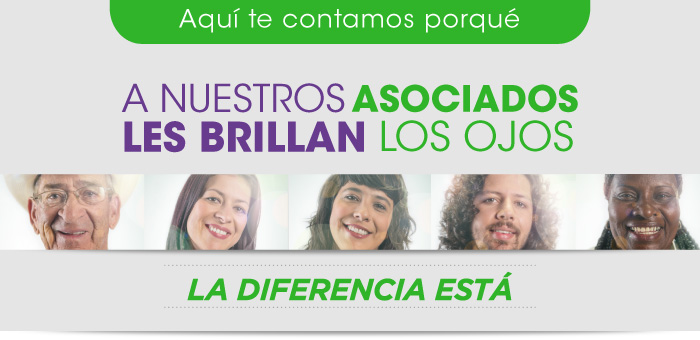 Aquí te contamos porqué
A NUESTROS ASOCIADOS
LES BRILLAN LOS OJOS
LA DIFERENCIA ESTÁ